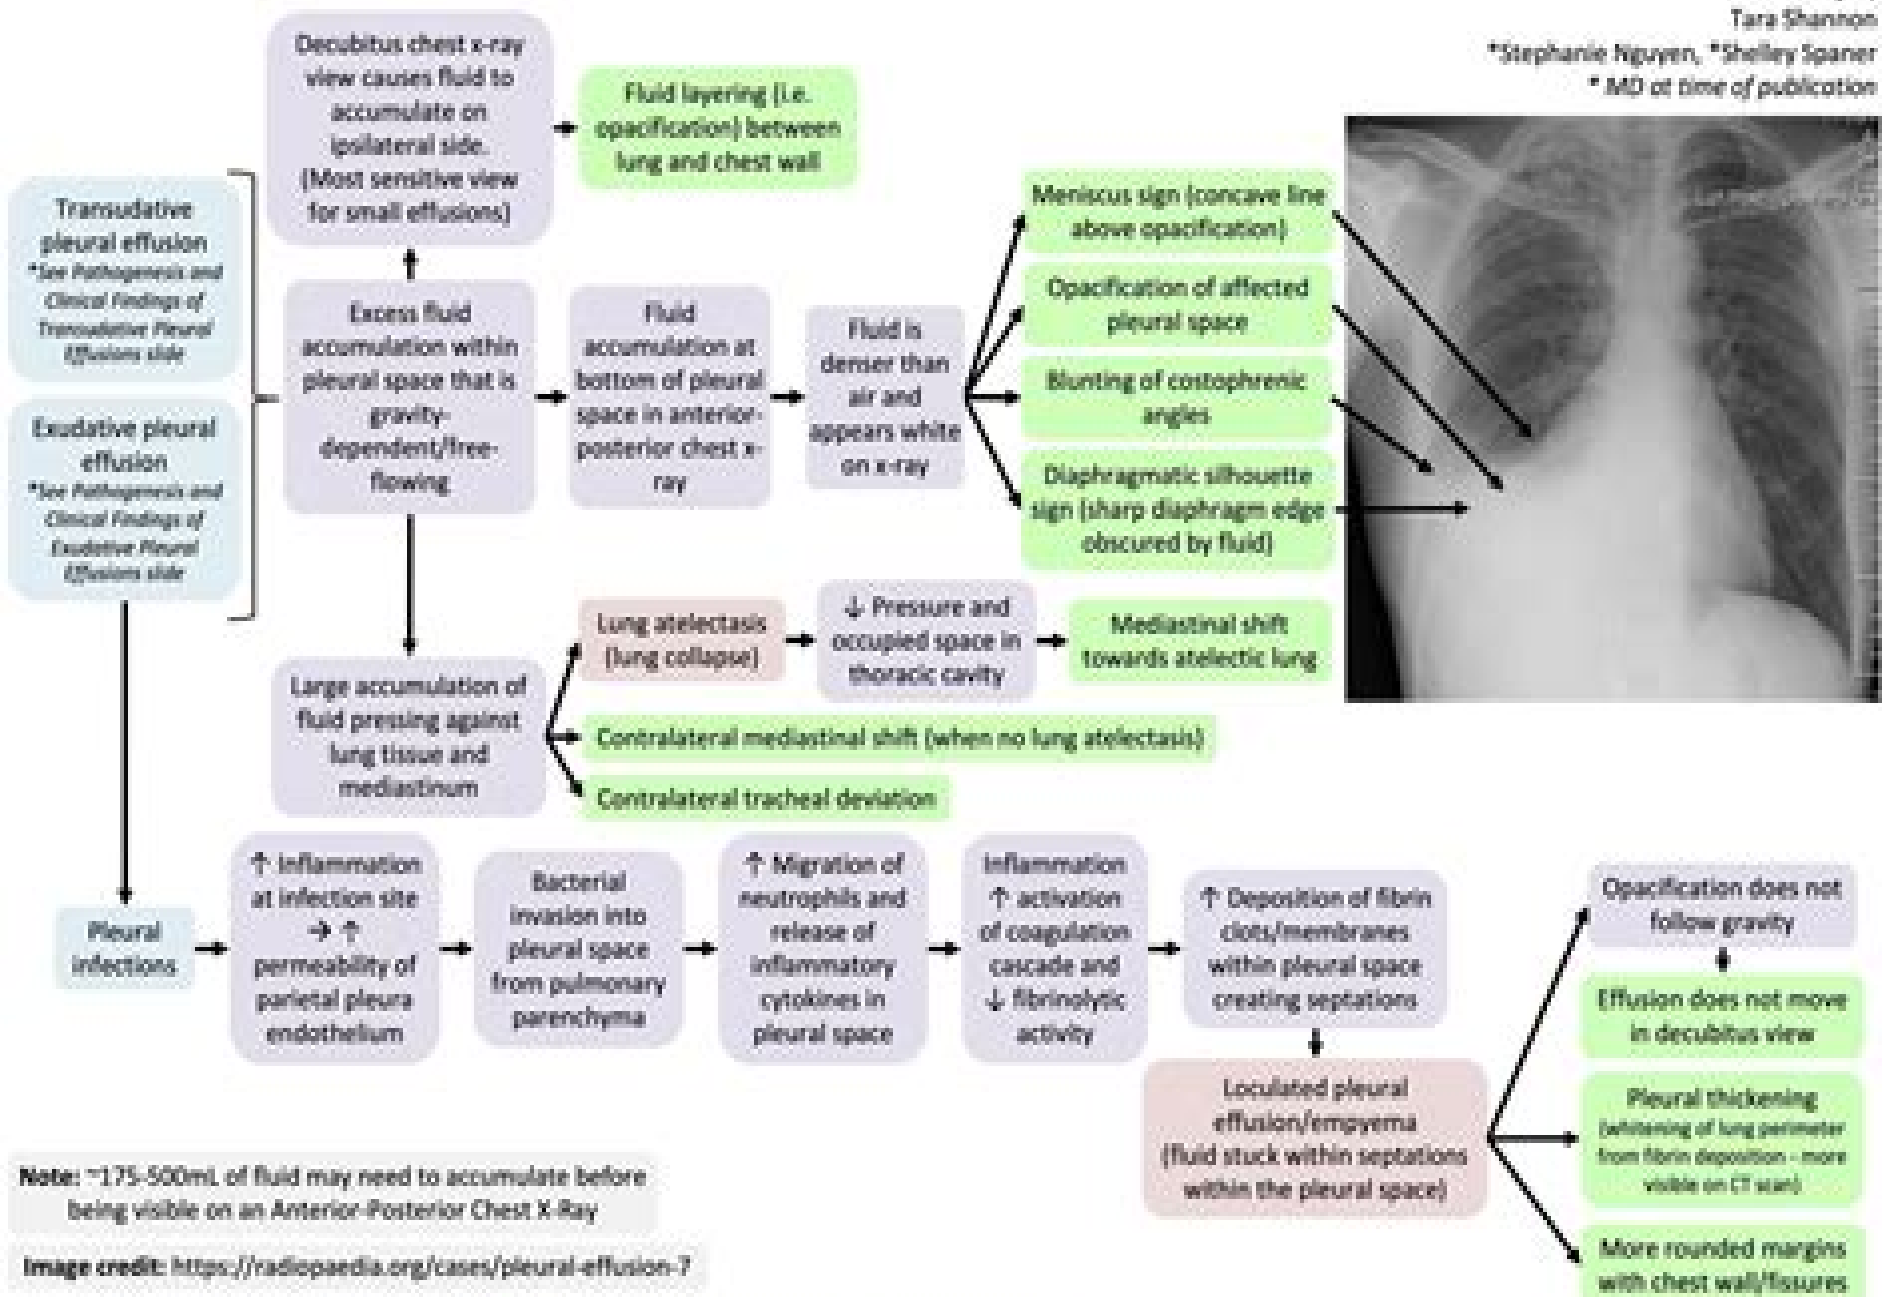 Tara Shannon
*Stephanie Nguyen, *Shelley Spaner
* MD at time of publication
Decubitus chest x-ray
view causes fluid to
accumulate on
ipsilateral side.
(Most sensitive view
for small effusions)
Fluid layering (i.e.
opacification) between
lung and chest wall
Transudative
pleural effusion
*See Pathogenesis and
Clinical Findings of
Transudative Pleural
Effusions slide
Exudative pleural
effusion
*See Pathogenesis and
Clinical Findings of
Exudative Pleural
Effusions slide
Excess fluid
accumulation within
pleural space that is
gravity-
dependent/free-
flowing
Fluid
accumulation at
bottom of pleural
space in anterior-
posterior chest x-
ray
Fluid is
denser than
air and
appears white
on x-ray
Meniscus sign (concave line
above opacification)
Opacification of affected
pleural space
Blunting of costophrenic
angles
Diaphragmatic silhouette
sign (sharp diaphragm edge
obscured by fluid)
Large accumulation of
fluid pressing against
lung tissue and
mediastinum
Lung atelectasis
(lung collapse)
↓ Pressure and
occupied space in
thoracic cavity
Mediastinal shift
towards atelectic lung
Contralateral mediastinal shift (when no lung atelectasis)
Contralateral tracheal deviation
Pleural
infections
↑ Inflammation
at infection site
→ ↑
permeability of
parietal pleura
endothelium
Bacterial
invasion into
pleural space
from pulmonary
parenchyma
↑ Migration of
neutrophils and
release of
inflammatory
cytokines in
pleural space
Inflammation
↑ activation
of coagulation
cascade and
↓ fibrinolytic
activity
↑ Deposition of fibrin
clots/membranes
within pleural space
creating septations
Loculated pleural
effusion/empyema
(fluid stuck within septations
within the pleural space)
Opacification does not
follow gravity
Effusion does not move
in decubitus view
Pleural thickening
(whitening of lung perimeter
from fibrin deposition - more
visible on CT scan)
More rounded margins
with chest wall/fissures
Note: ~175-500mL of fluid may need to accumulate before
being visible on an Anterior-Posterior Chest X-Ray
Image credit: https://radiopaedia.org/cases/pleural-effusion-7